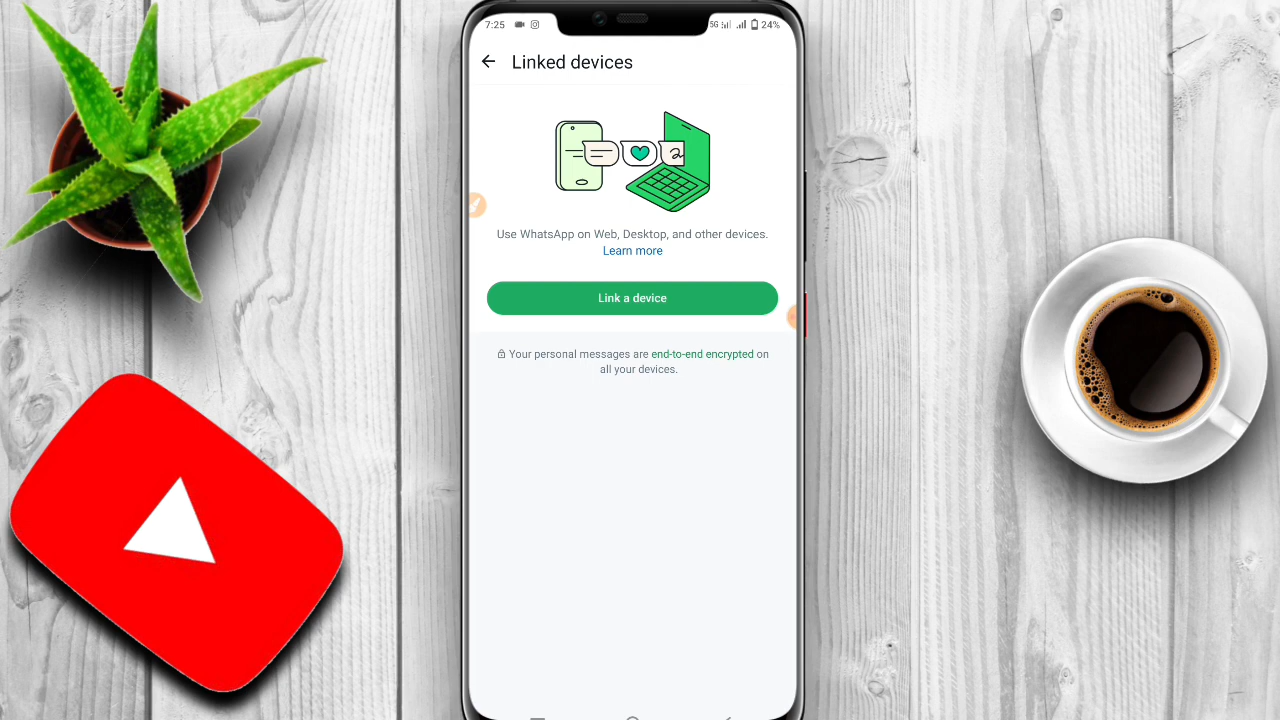 7:25
5G
24%
Linked devices
Use WhatsApp on Web, Desktop, and other devices.
Learn more
Link a device
Your personal messages are end-to-end encrypted on
all your devices.